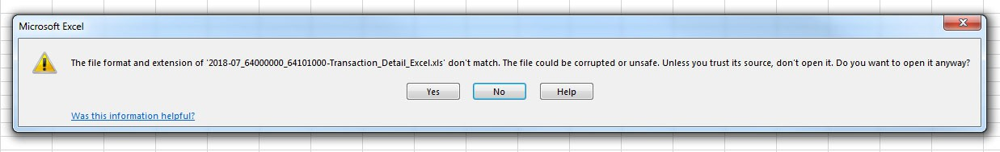 Microsoft Excel
The file format and extension of '2018-07_64000000_64101000-Transaction_Detail_Excel.xls' don't match. The file could be corrupted or unsafe. Unless you trust its source, don't open it. Do you want to open it anyway?
Yes No Help
Was this information helpful?